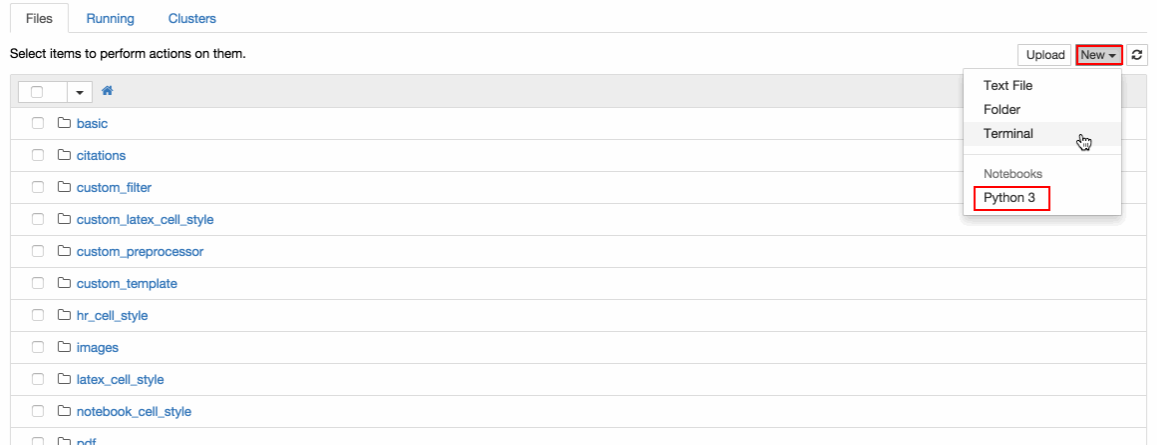 Files Running Clusters
Select items to perform actions on them.
Upload New
Text File
Folder
Terminal
Notebooks
Python 3
basic
citations
custom_filter
custom_latex_cell_style
custom_preprocessor
custom_template
hr_cell_style
images
latex_cell_style
notebook_cell_style
pdf